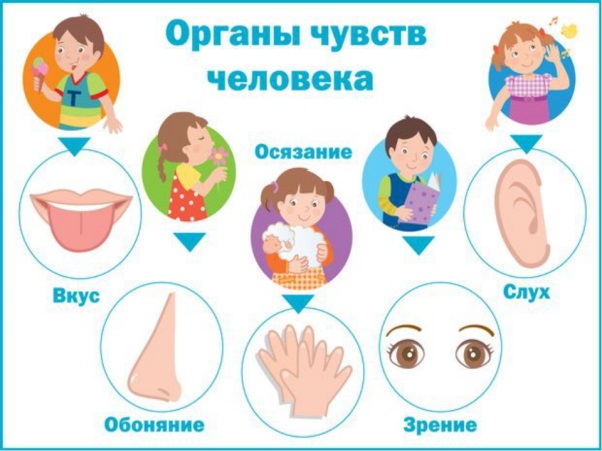 Органы чувств
человека
Осязание
Вкус
Слух
Обоняние
Зрение